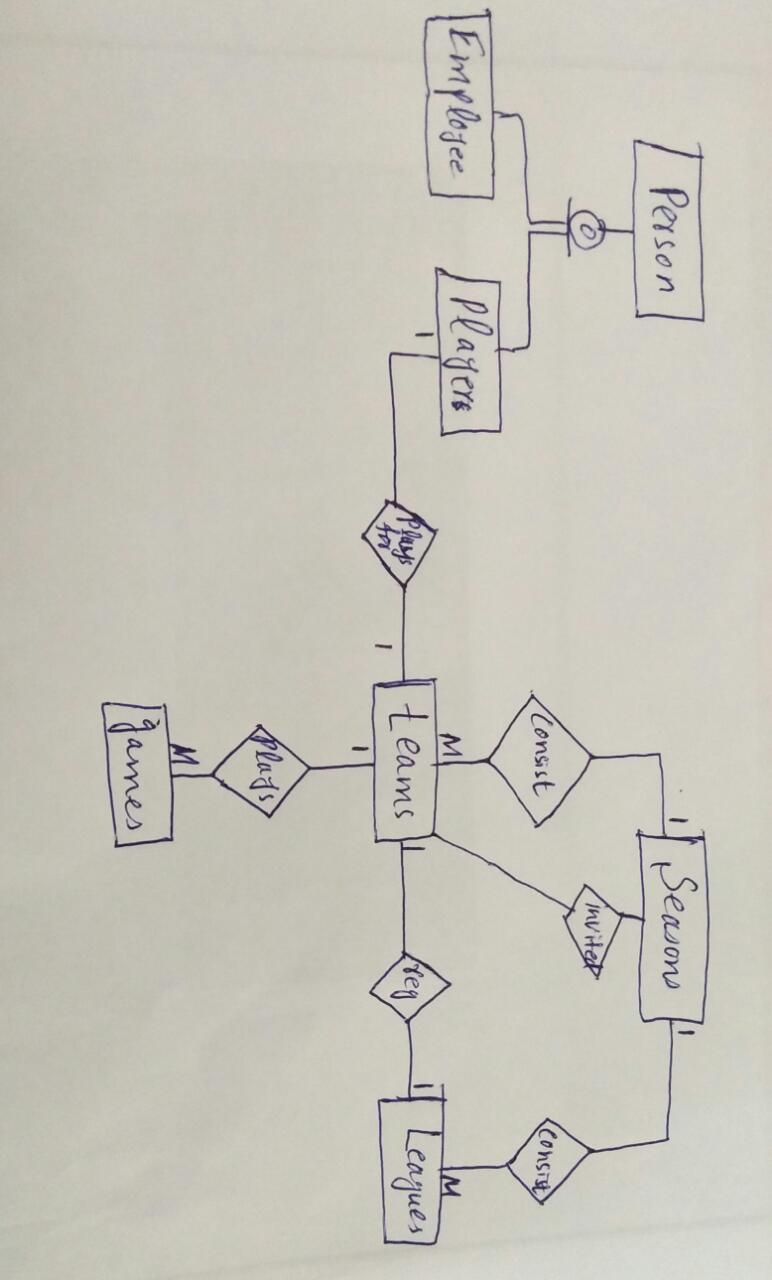 Person
O
Employee
Players
1
Plays
for
1
teams
M
Consist
1
Seasons
invited
1
Plays
M
games
1
reg
1
Leagues
M
Consist
1